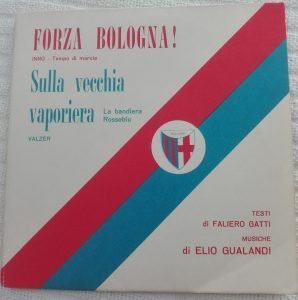 FORZA BOLOGNA!
INNO - Tempo di marcia
Sulla vecchia
vaporiera La bandiera
Rosseblu
VALZER
TESTI
di FALIERO GATTI
MUSICHE
di ELIO GUALANDI